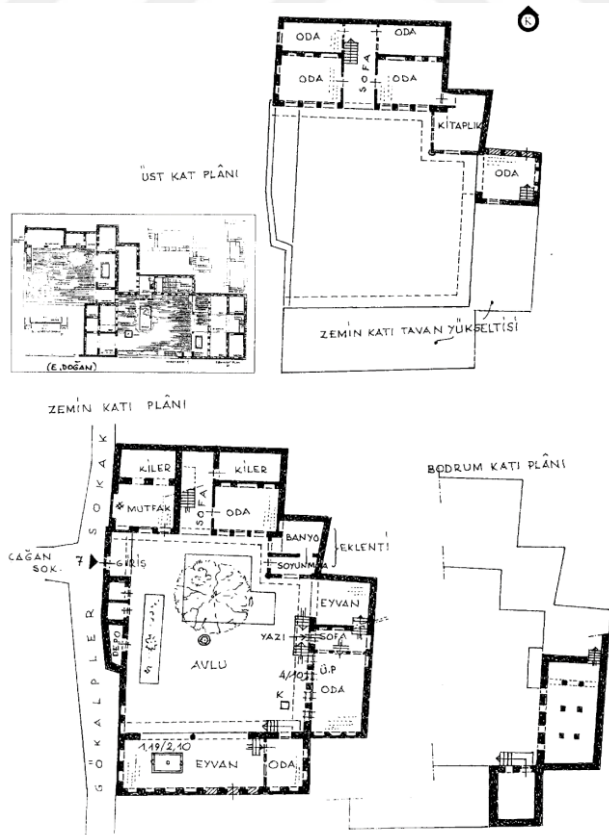 K
ODA
ODA
ODA
SOFA
ODA
KİTAPLIK
ODA
ÜST KAT PLÂNI
ZEMİN KATI TAVAN YÜKSELTİSİ
(E.DOĞAN)
ZEMİN KATI PLÂNI
BODRUM KATI PLÂNI
GÖKALPLER SOKAK
ÇAĞAN
SOK.
7
GİRİŞ
KİLER
KİLER
MUTFAK
SOFA
ODA
BANYO
SOYUNMA
EKLENTİ
EYVAN
YAZI
SOFA
DEPO
AVLU
4/10
Ü.P
ODA
K
1,19/2,10
EYVAN
ODA